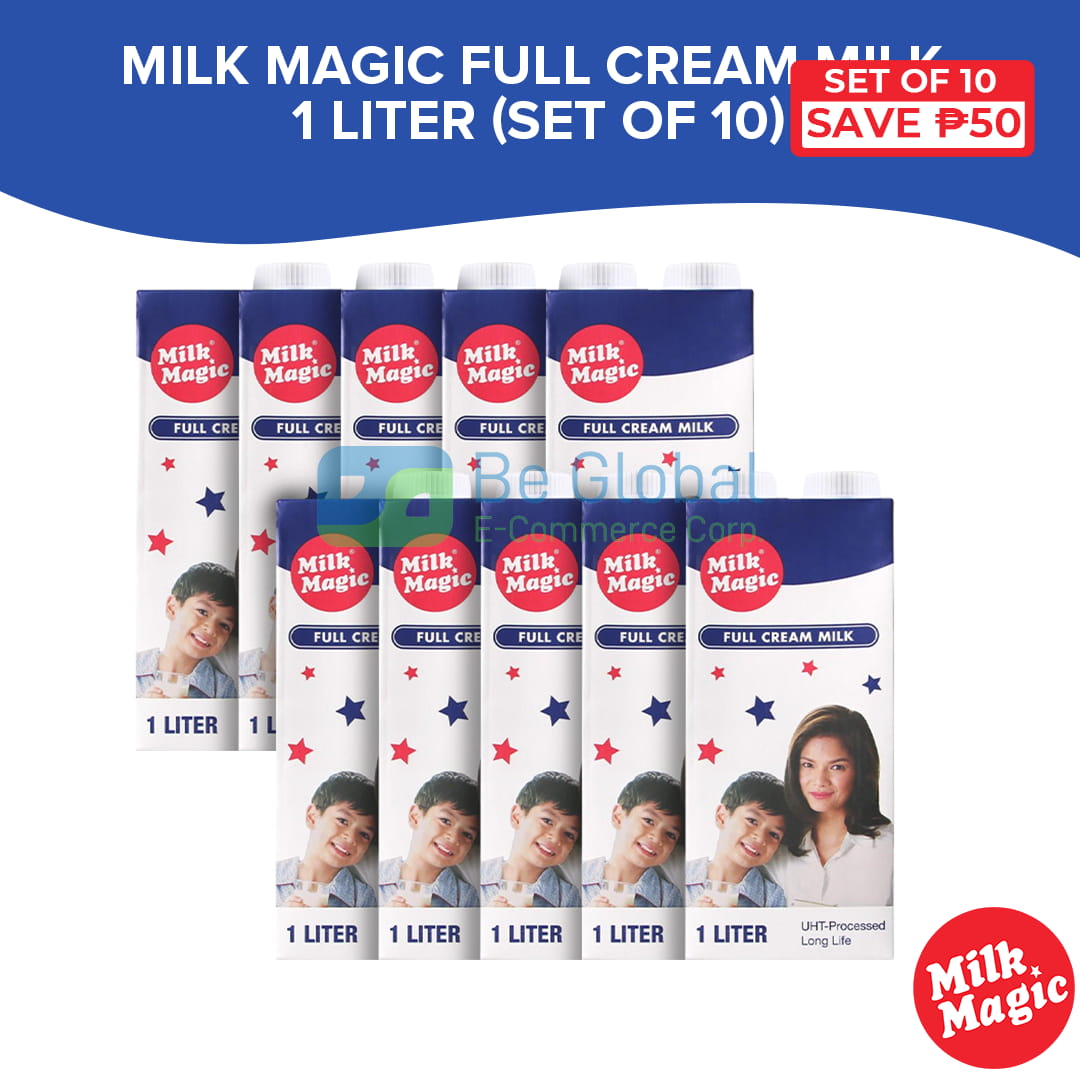 MILK MAGIC FULL CREAM MILK
1 LITER (SET OF 10)
SET OF 10
SAVE ₱50
Milk®
Magic
Milk®
Magic
Milk®
Magic
Milk®
Magic
Milk®
Magic
FULL CRE
FULL CRE
FULL CRE
FULL CRE
FULL CREAM MILK
Be Global
E-Commerce Corp.
Milk®
Magic
Milk®
Magic
Milk®
Magic
Milk®
Magic
Milk®
Magic
FULL CRE
FULL CRE
FULL CRE
FULL CRE
FULL CREAM MILK
1 LITER
1 L
1 LITER
1 LITER
1 LITER
1 LITER
1 LITER
UHT-Processed
Long Life
Milk
Magic